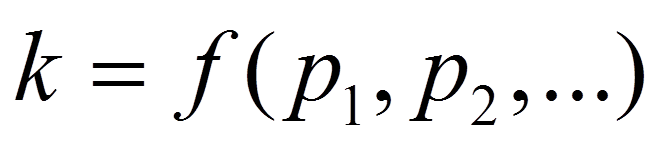 k = f(p₁, p₂,...)